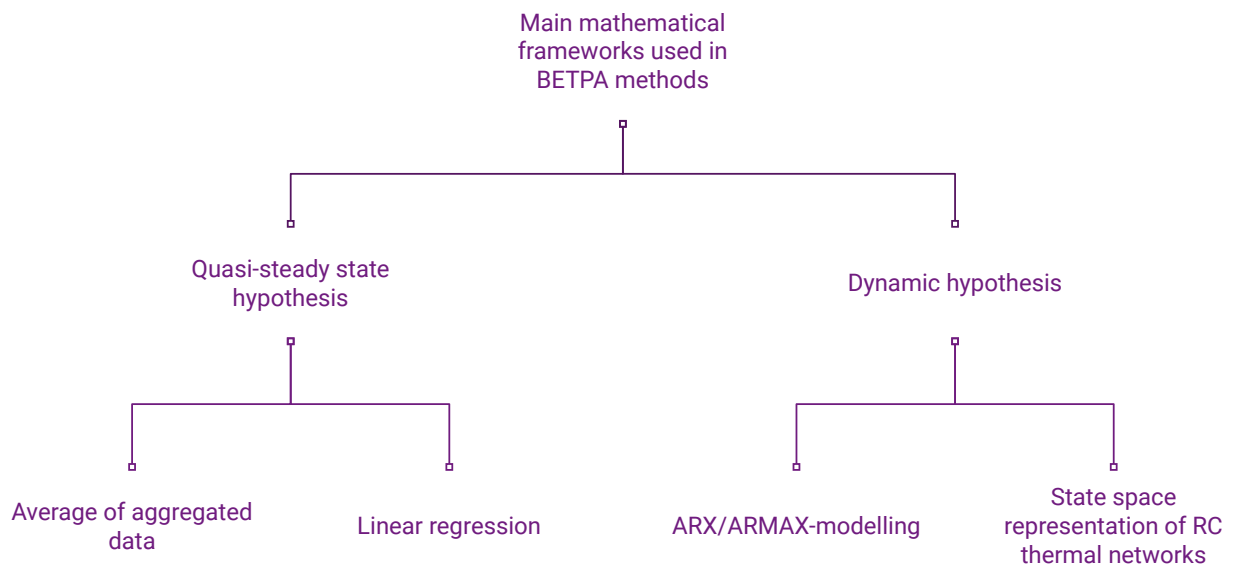 Main mathematical
frameworks used in
BETPA methods
Quasi-steady state
hypothesis
Dynamic hypothesis
Average of aggregated
data
Linear regression
ARX/ARMAX-modelling
State space
representation of RC
thermal networks